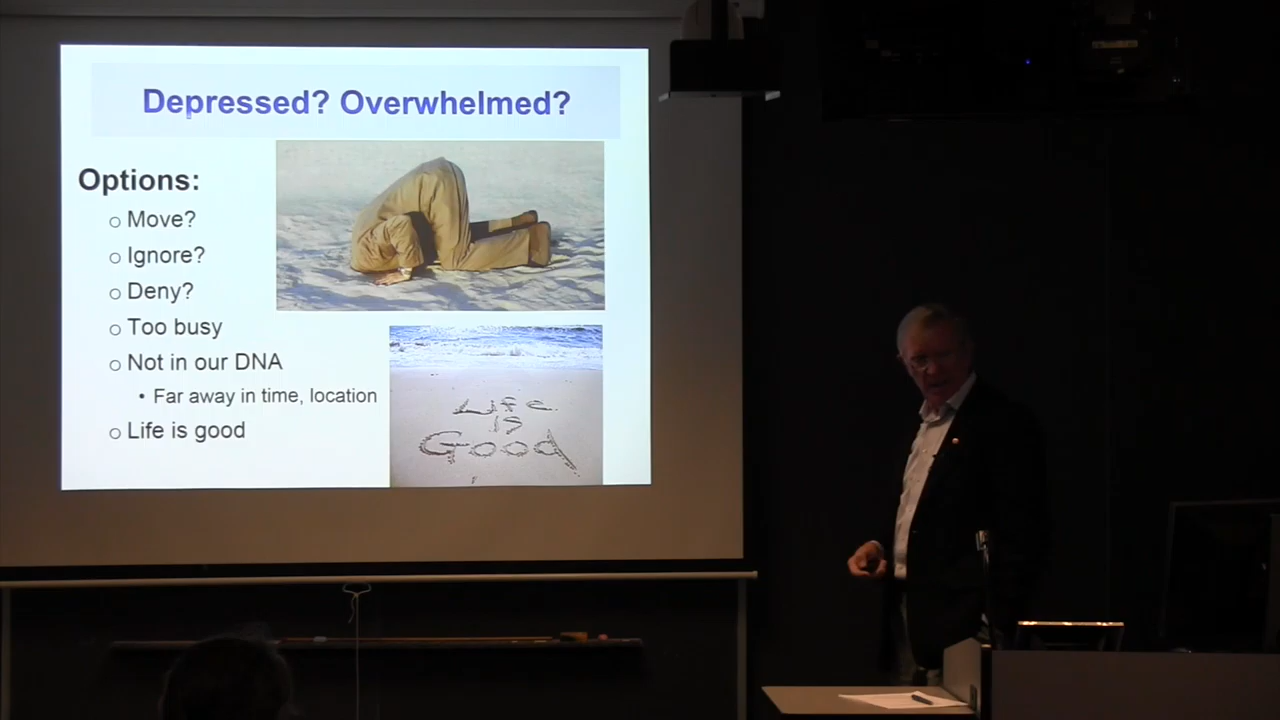 Depressed? Overwhelmed?
Options:
Move?
Ignore?
Deny?
Too busy
Not in our DNA
Far away in time, location
Life is good
Life
is
Good